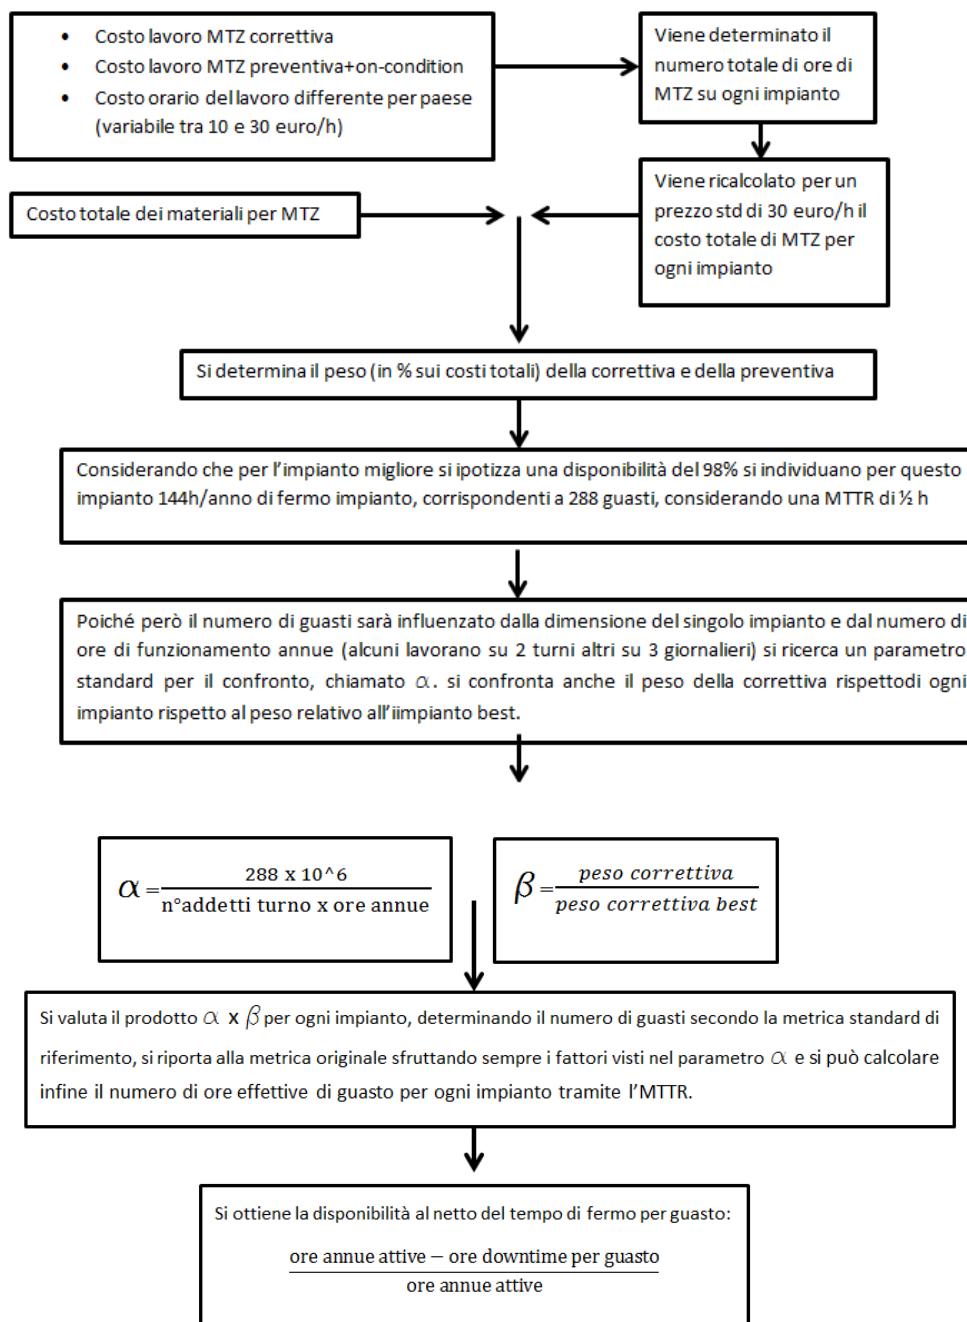 • Costo lavoro MTZ correttiva
• Costo lavoro MTZ preventiva+on-condition
• Costo orario del lavoro differente per paese
(variabile tra 10 e 30 euro/h)
Viene determinato il
numero totale di ore di
MTZ su ogni impianto
Costo totale dei materiali per MTZ
Viene ricalcolato per un
prezzo std di 30 euro/h il
costo totale di MTZ per
ogni impianto
Si determina il peso (in % sui costi totali) della correttiva e della preventiva
Considerando che per l'impianto migliore si ipotizza una disponibilità del 98% si individuano per questo
impianto 144h/anno di fermo impianto, corrispondenti a 288 guasti, considerando una MTTR di ½ h
Poiché però il numero di guasti sarà influenzato dalla dimensione del singolo impianto e dal numero di
ore di funzionamento annue (alcuni lavorano su 2 turni altri su 3 giornalieri) si ricerca un parametro
standard per il confronto, chiamato α. si confronta anche il peso della correttiva rispettodi ogni
impianto rispetto al peso relativo all'iimpianto best.
288 x 10^6
α=
n°addetti turno x ore annue
peso correttiva
β=
peso correttiva best
Si valuta il prodotto α x β per ogni impianto, determinando il numero di guasti secondo la metrica standard di
riferimento, si riporta alla metrica originale sfruttando sempre i fattori visti nel parametro α e si può calcolare
infine il numero di ore effettive di guasto per ogni impianto tramite l'MTTR.
Si ottiene la disponibilità al netto del tempo di fermo per guasto:
ore annue attive − ore downtime per guasto
ore annue attive